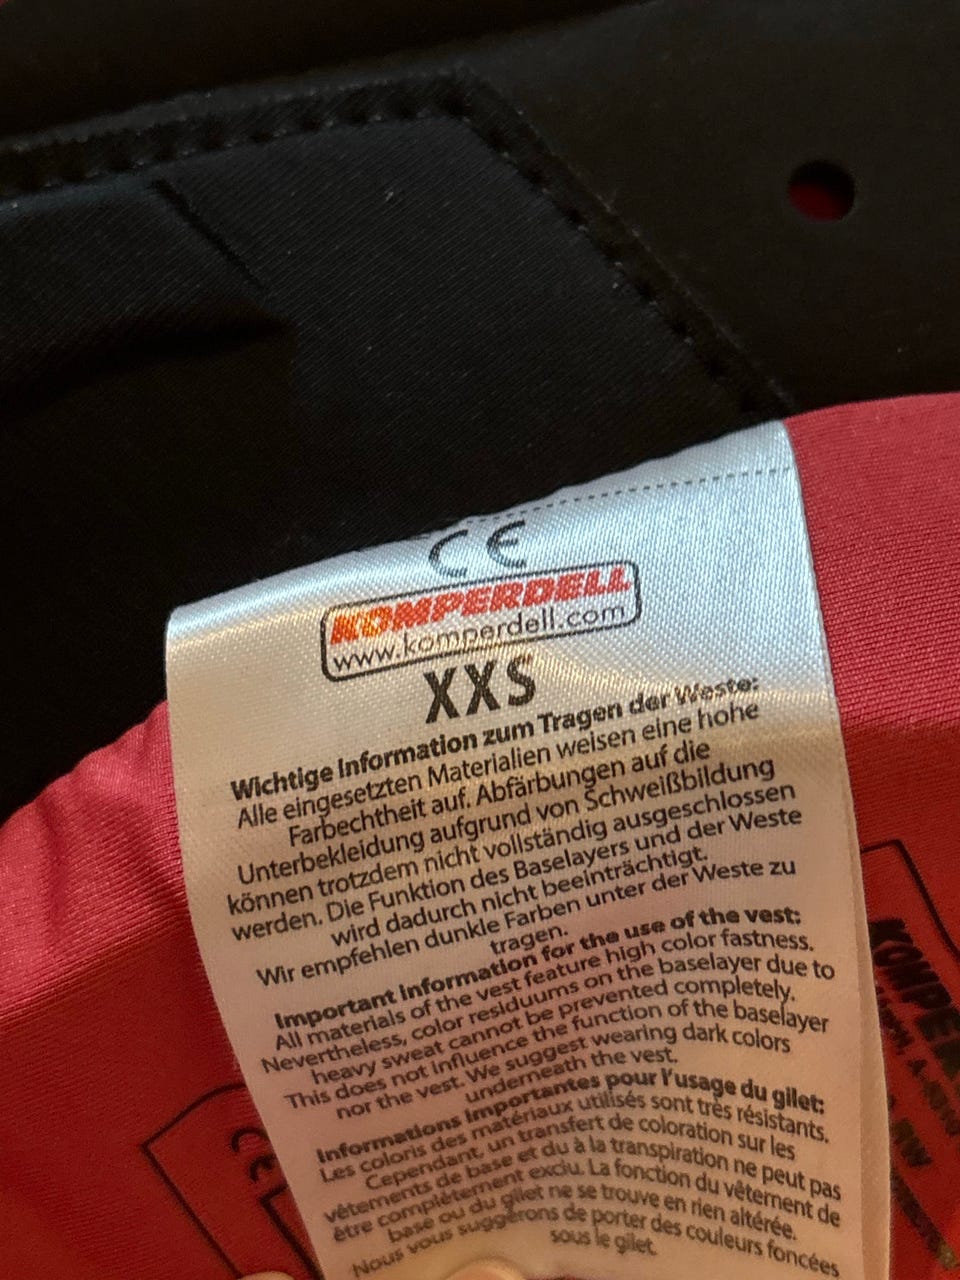 CE
KOMPERDELL
www.komperdell.com
XXS
Wichtige Information zum Tragen der Weste:
Alle eingesetzten Materialien weisen eine hohe
Farbechtheit auf. Abfärbungen auf die
Unterbekleidung aufgrund von Schweißbildung
können trotzdem nicht vollständig ausgeschlossen
werden. Die Funktion des Baselayers und der Weste
wird dadurch nicht beeinträchtigt.
Wir empfehlen dunkle Farben unter der Weste zu
tragen.
Important information for the use of the vest:
All materials of the vest feature high color fastness.
Nevertheless, color residuums on the baselayer due to
heavy sweat cannot be prevented completely.
This does not influence the function of the baselayer
nor the vest. We suggest wearing dark colors
underneath the vest.
Informations importantes pour l'usage du gilet:
Les coloris des matériaux utilisés sont très résistants.
Cependant, un transfert de coloration sur les
vêtements de base et du à la transpiration ne peut pas
être complètement exclu. La fonction du vêtement de
base ou du gilet ne se trouve en rien altérée.
Nous vous suggérons de porter des couleurs foncées
sous le gilet.
CE
KOMPE